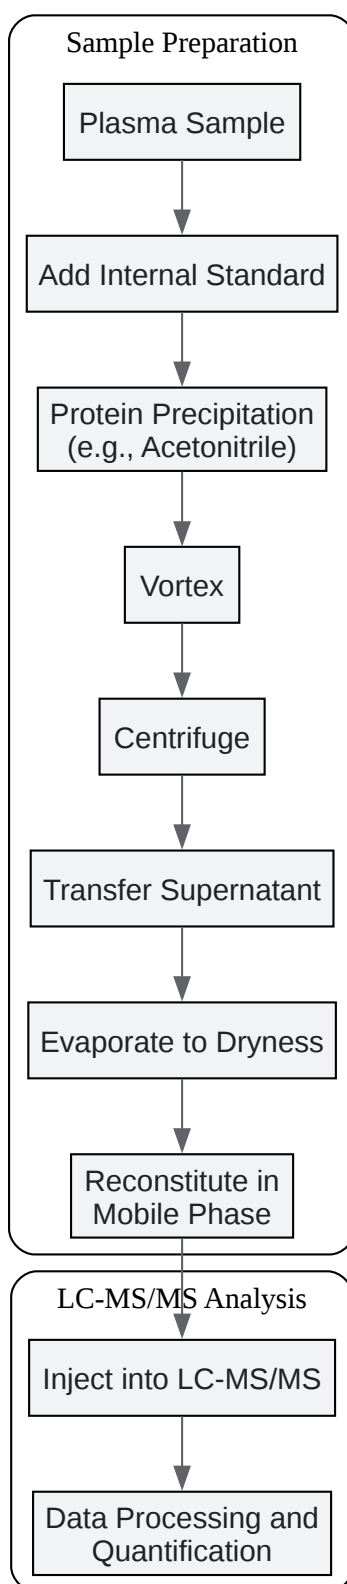 Sample Preparation
Plasma Sample
Add Internal Standard
Protein Precipitation
(e.g., Acetonitrile)
Vortex
Centrifuge
Transfer Supernatant
Evaporate to Dryness
Reconstitute in
Mobile Phase
LC-MS/MS Analysis
Inject into LC-MS/MS
Data Processing and
Quantification